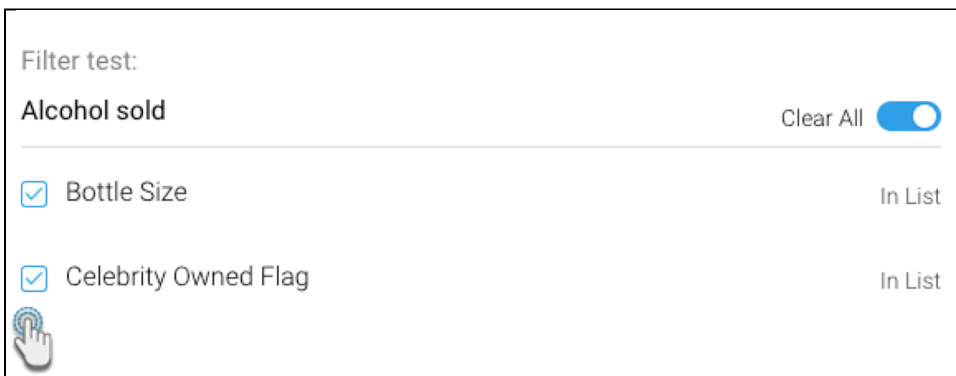 Filter test:
Alcohol sold
Clear All
Bottle Size
In List
Celebrity Owned Flag
In List